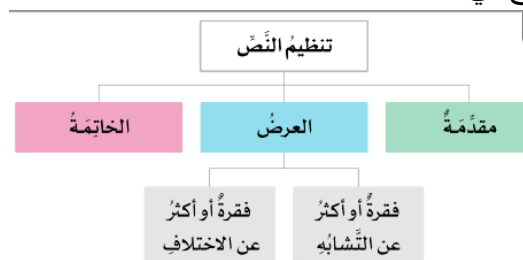 تنظيمُ النَّصِّ
مقدَّمَةٌ
العرضُ
الخاتِمَةُ
فقرةٌ أو أكثرُ
عن التَّشابُهِ
فقرةٌ أو أكثرُ
عن الاختلافِ